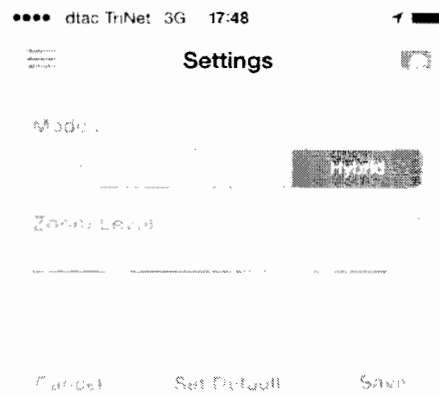 dtac TriNet 3G 17:48
Settings
Mode
Hybrid
Zoom Level
Cancel Set Default Save